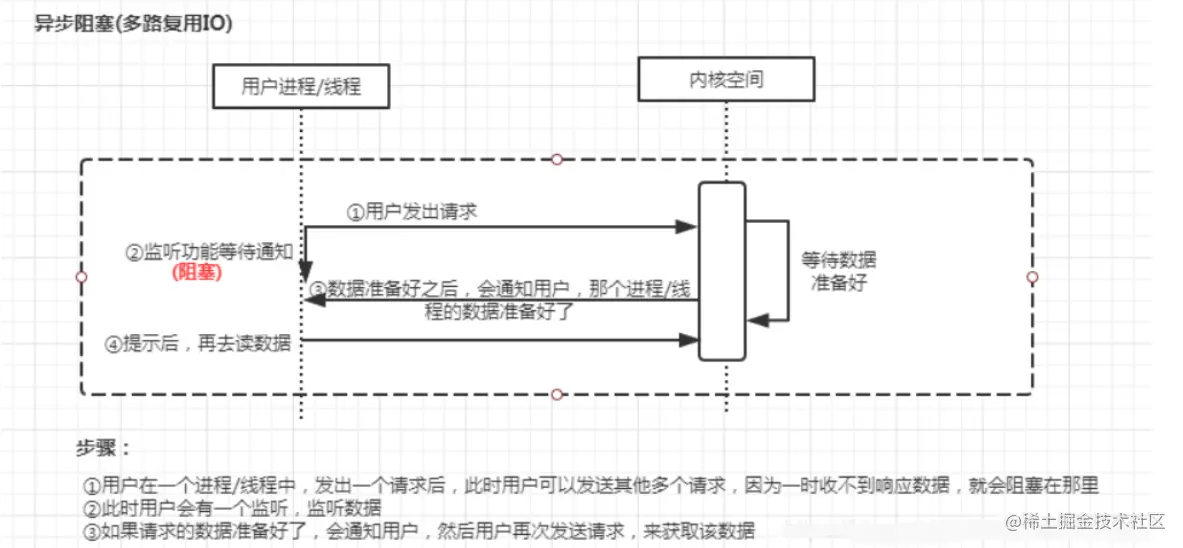 异步阻塞(多路复用IO)
用户进程/线程
内核空间
①用户发出请求
②监听功能等待通知
(阻塞)
等待数据
准备好
③数据准备好之后，会通知用户，那个进程/线
程的数据准备好了
④提示后，再去读数据
步骤：
①用户在一个进程/线程中，发出一个请求后，此时用户可以发送其他多个请求，因为一时收不到响应数据，就会阻塞在那里
②此时用户会有一个监听，监听数据
③如果请求的数据准备好了，会通知用户，然后用户再次发送请求，来获取该数据
@稀土掘金技术社区